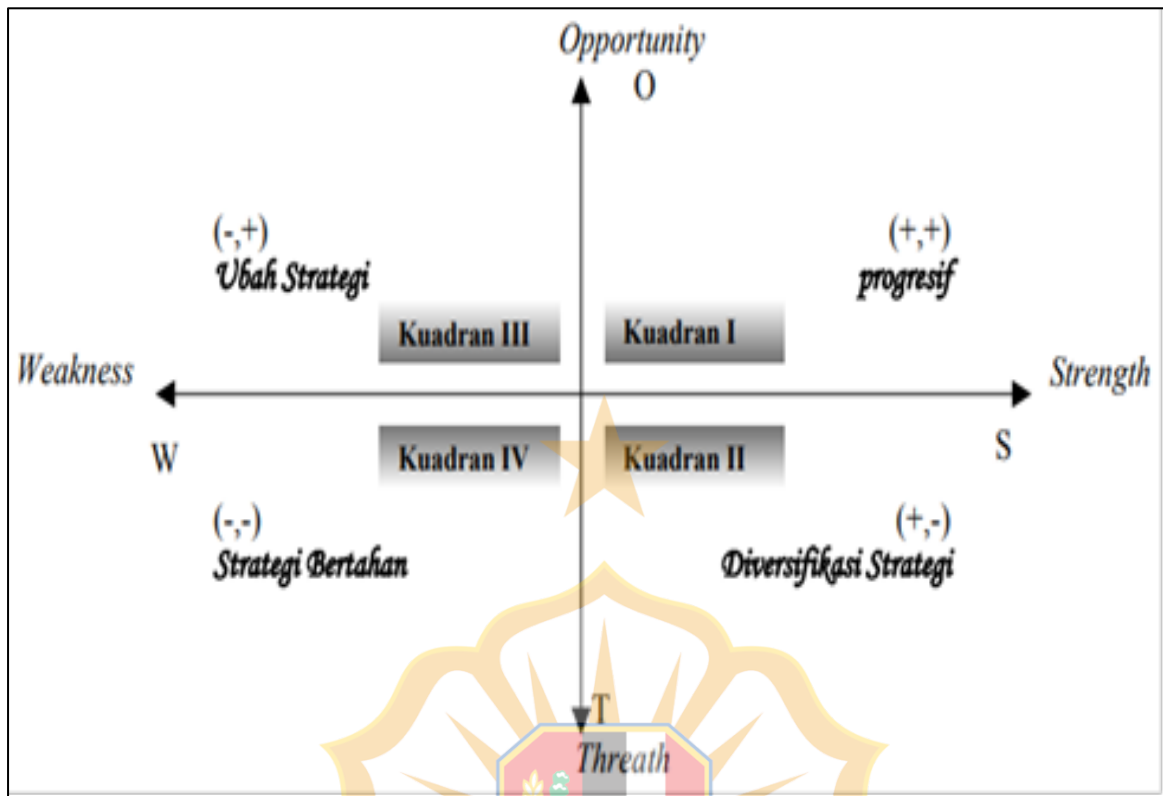 Opportunity
O
(-,+)
Ubah Strategi
(+,+)
progresif
Kuadran III
Kuadran I
Weakness
Strength
W
Kuadran IV
Kuadran II
S
(-,-)
Strategi Bertahan
(+,-)
Diversifikasi Strategi
T
Threath